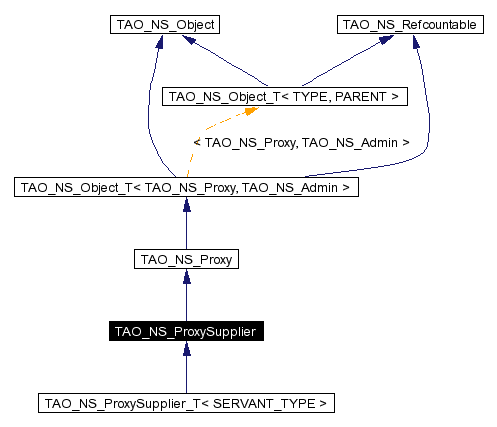 TAO_NS_Object
TAO_NS_Refcountable
TAO_NS_Object_T< TYPE, PARENT >
< TAO_NS_Proxy, TAO_NS_Admin >
TAO_NS_Object_T< TAO_NS_Proxy, TAO_NS_Admin >
TAO_NS_Proxy
TAO_NS_ProxySupplier
TAO_NS_ProxySupplier_T< SERVANT_TYPE >